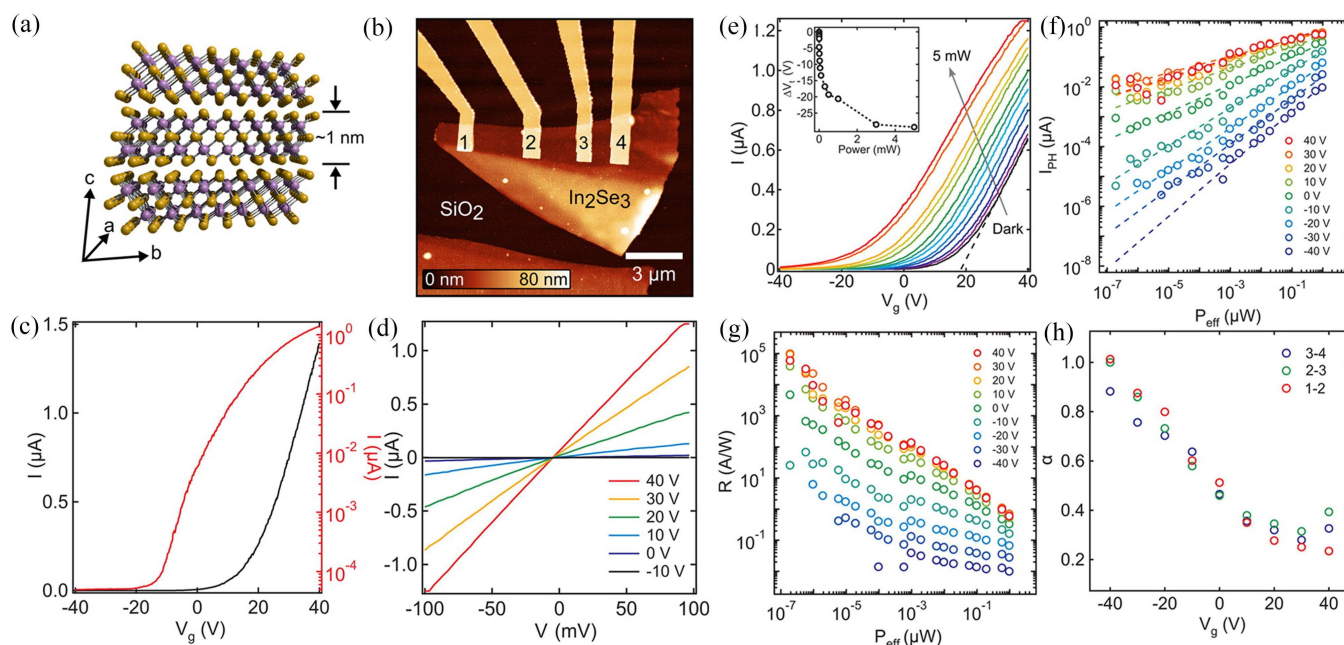 (a)
~1 nm
c
a
b
(b)
1
2
3
4
In2Se3
SiO2
3 μm
0 nm
80 nm
(c)
1.5
1.0
0.5
0.0
I (μA)
10^0
10^-1
10^-2
10^-3
10^-4
I (μA)
-40
-20
0
20
40
Vg (V)
(d)
1.0
0.5
0.0
-0.5
-1.0
I (μA)
40 V
30 V
20 V
10 V
0 V
-10 V
-100
-50
0
50
100
V (mV)
(e)
1.2
1.0
0.8
0.6
0.4
0.2
0
I (μA)
0
-5
-10
-15
-20
-25
ΔVt (V)
0
2
4
Power (mW)
5 mW
Dark
-40
-20
0
20
40
Vg (V)
(f)
10^0
10^-2
10^-4
10^-6
10^-8
IPH (μA)
40 V
30 V
20 V
10 V
0 V
-10 V
-20 V
-30 V
-40 V
10^-7
10^-5
10^-3
10^-1
Peff (μW)
(g)
10^5
10^3
10^1
10^-1
R (A/W)
40 V
30 V
20 V
10 V
0 V
-10 V
-20 V
-30 V
-40 V
10^-7
10^-5
10^-3
10^-1
Peff (μW)
(h)
1.0
0.8
0.6
0.4
0.2
α
3-4
2-3
1-2
-40
-20
0
20
40
Vg (V)